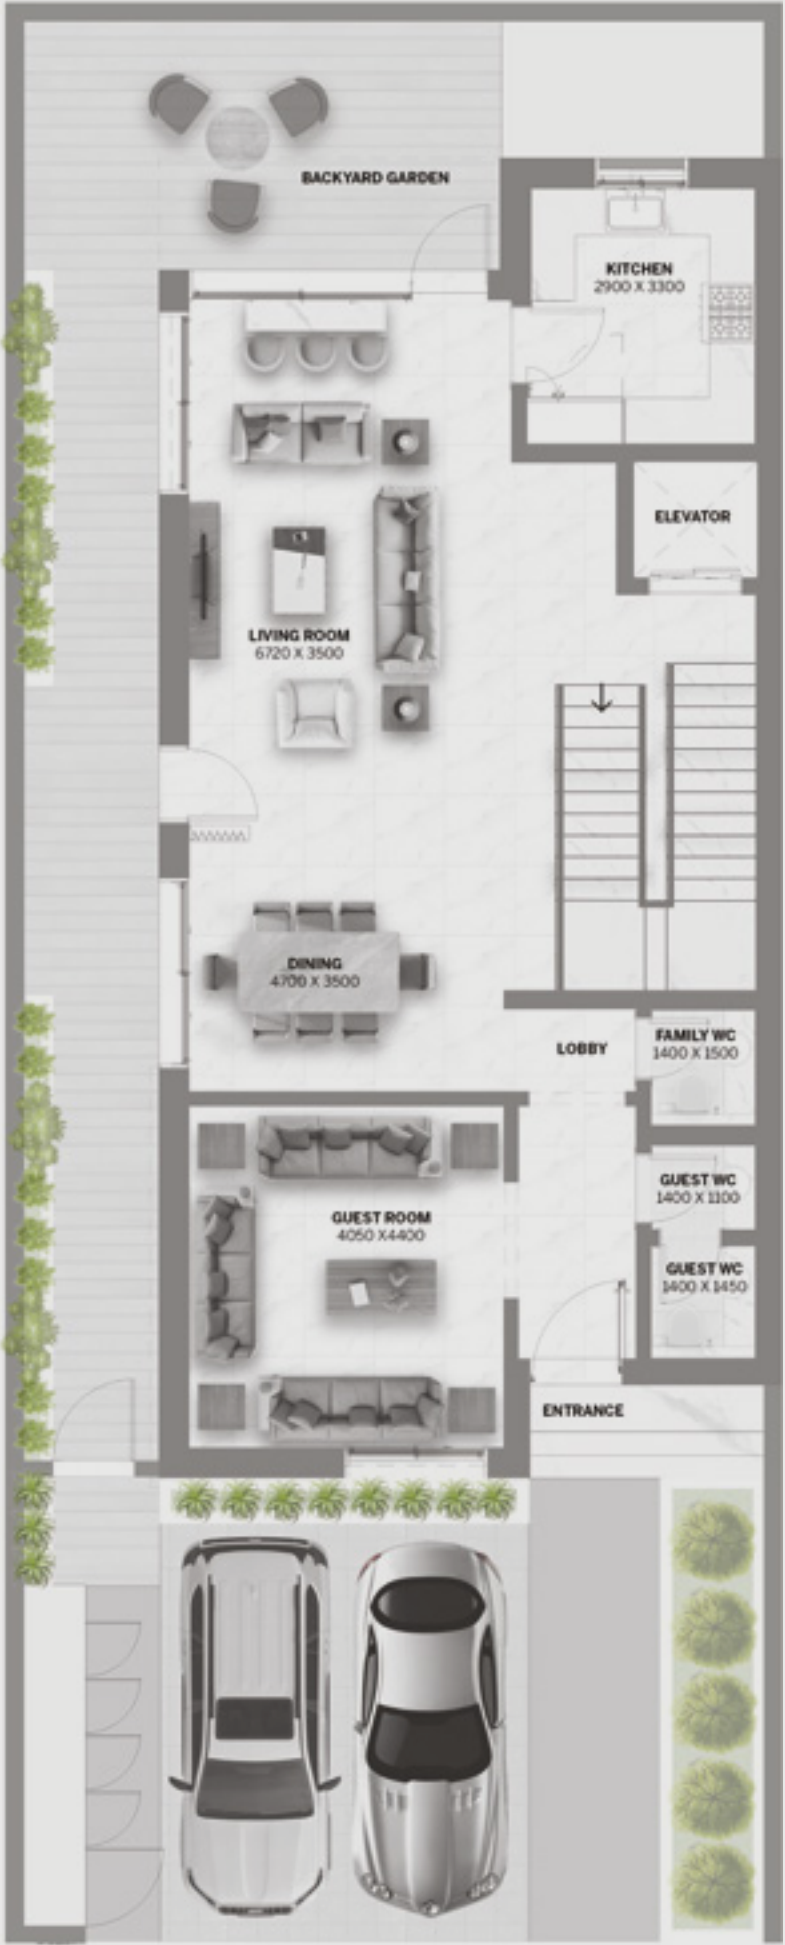 BACKYARD GARDEN
KITCHEN
2900 X 3300
ELEVATOR
LIVING ROOM
6720 X 3500
DINING
4700 X 3500
LOBBY
FAMILY WC
1400 X 1500
GUEST WC
1400 X 1100
GUEST ROOM
4050 X4400
GUEST WC
1400 X 1450
ENTRANCE